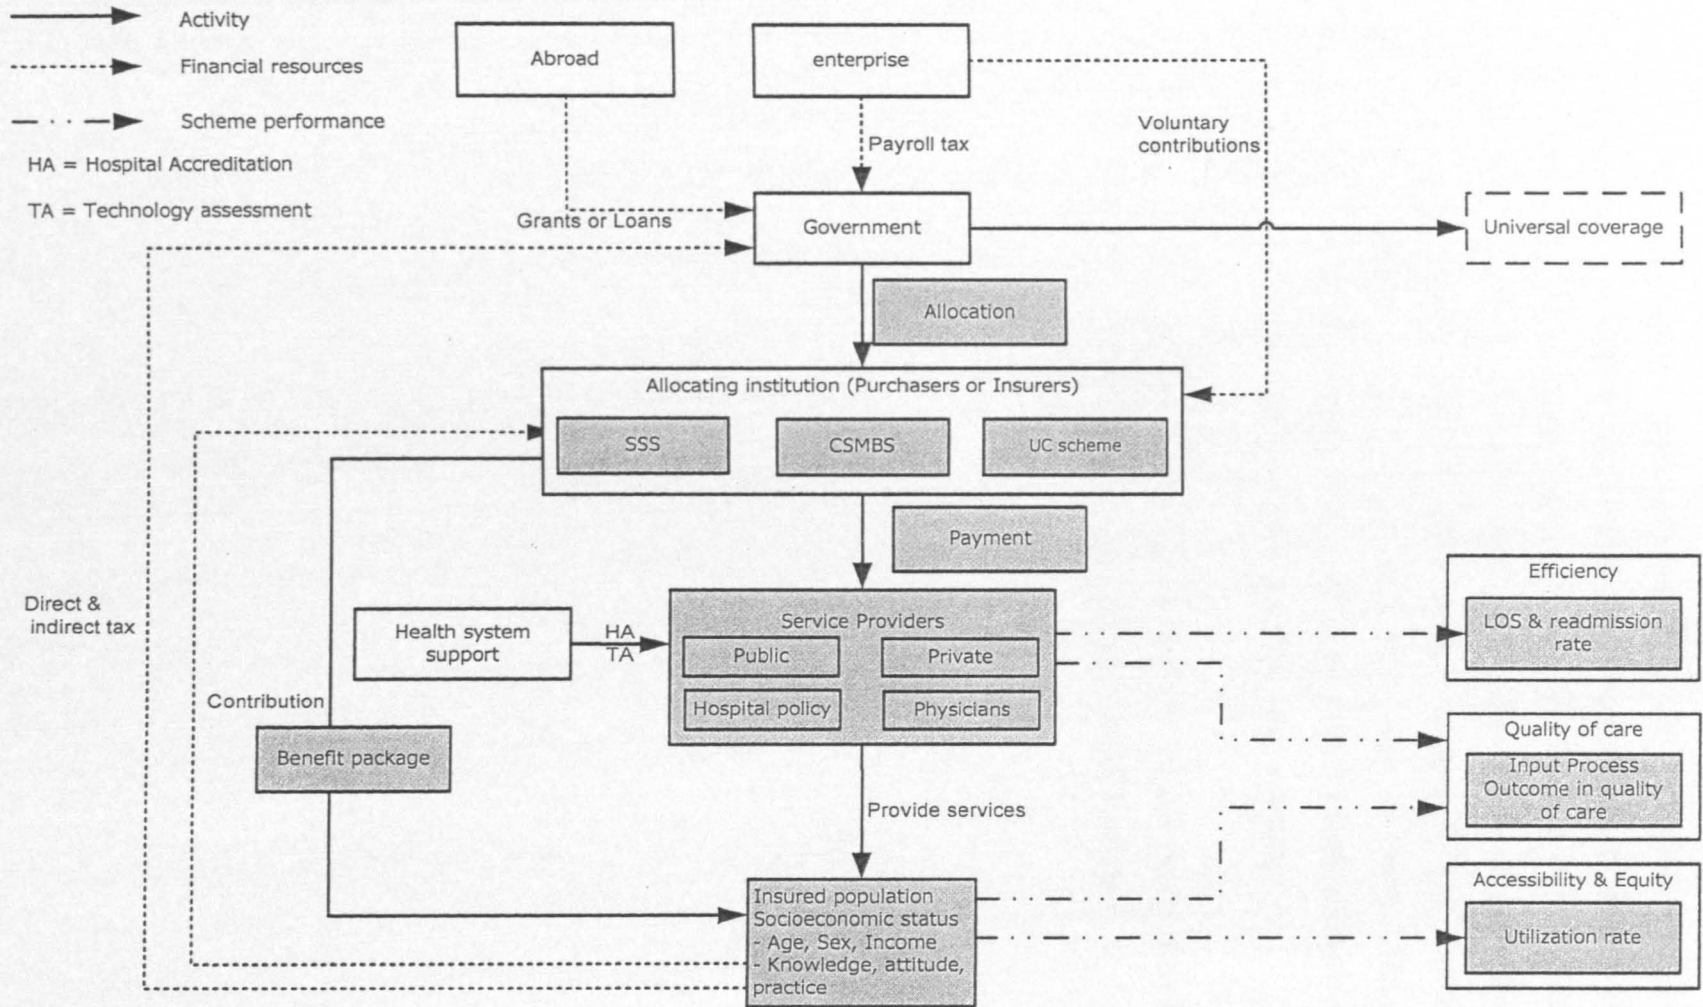 Activity
Financial resources
Scheme performance
HA = Hospital Accreditation
TA = Technology assessment
Abroad
enterprise
Payroll tax
Voluntary
contributions
Grants or Loans
Government
Universal coverage
Allocation
Allocating institution (Purchasers or Insurers)
SSS
CSMBS
UC scheme
Payment
Direct &
indirect tax
Health system
support
HA
TA
Service Providers
Public
Private
Hospital policy
Physicians
Efficiency
LOS & readmission
rate
Contribution
Benefit package
Quality of care
Input Process
Outcome in quality
of care
Provide services
Insured population
Socioeconomic status
- Age, Sex, Income
- Knowledge, attitude,
practice
Accessibility & Equity
Utilization rate